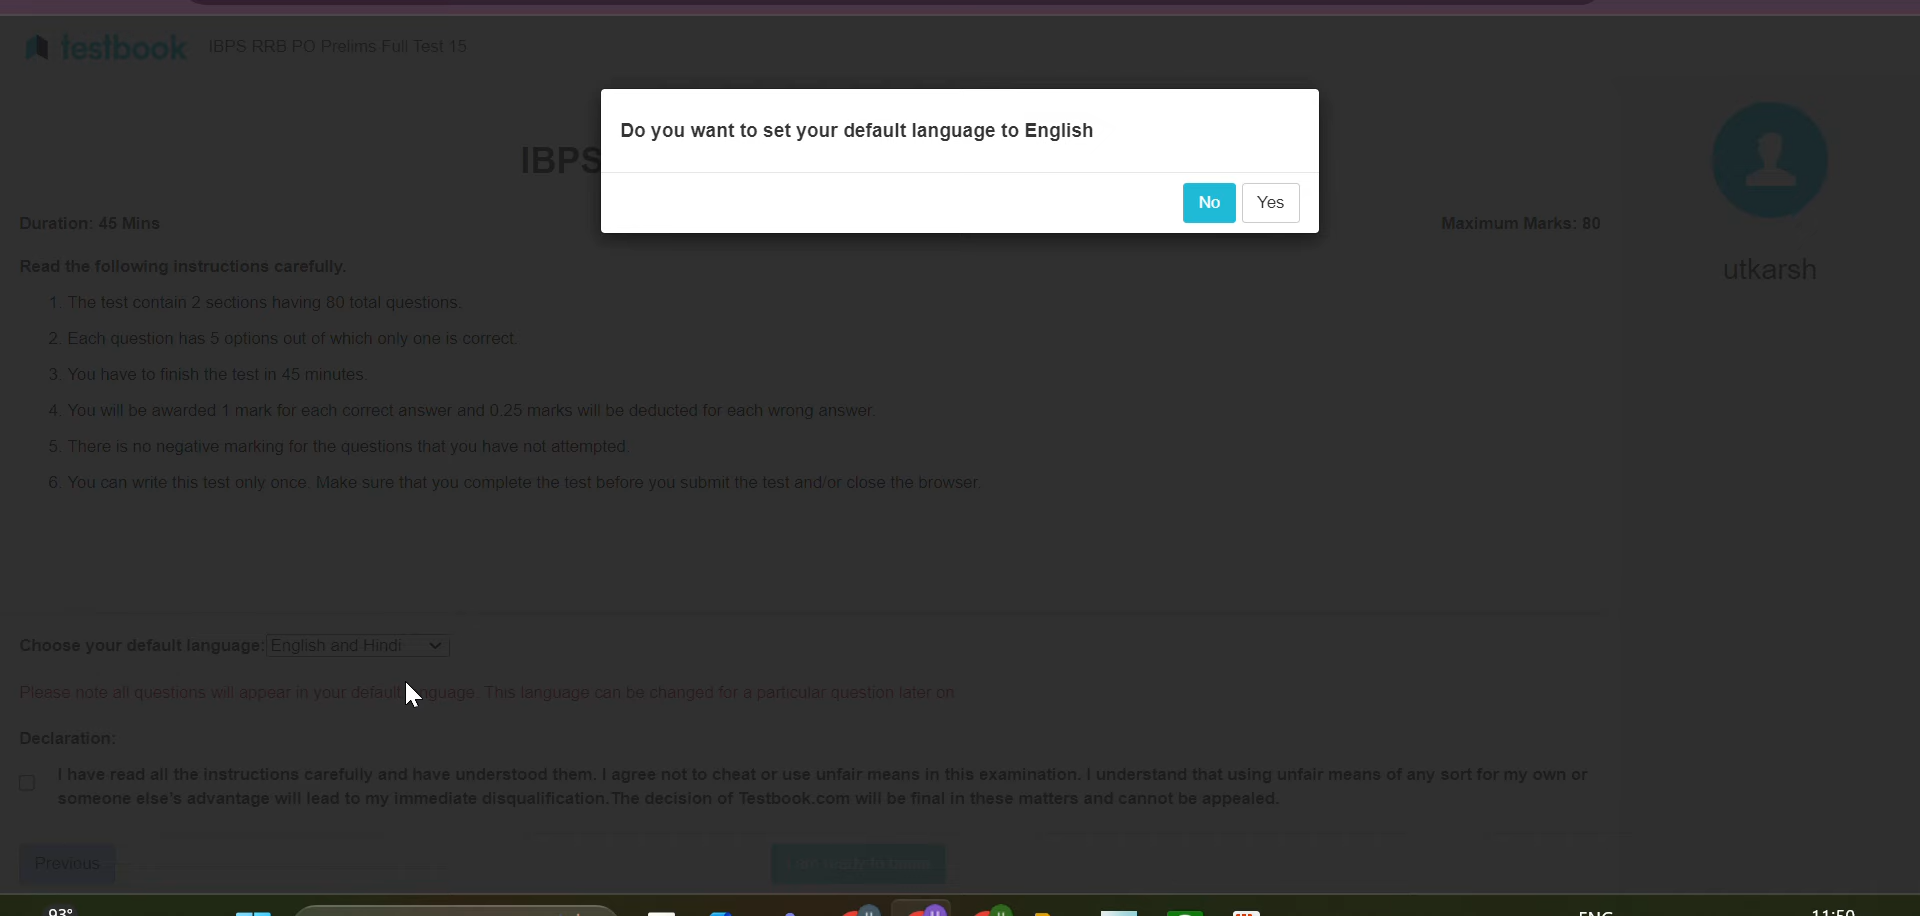 testbook IBPS RRB PO Prelims Full Test 15
Do you want to set your default language to English
IBPS
No Yes
Duration: 45 Mins Maximum Marks: 80
utkarsh
Read the following instructions carefully.
1. The test contain 2 sections having 80 total questions.
2. Each question has 5 options out of which only one is correct.
3. You have to finish the test in 45 minutes.
4. You will be awarded 1 mark for each correct answer and 0.25 marks will be deducted for each wrong answer.
5. There is no negative marking for the questions that you have not attempted.
6. You can write this test only once. Make sure that you complete the test before you submit the test and/or close the browser.
Choose your default language: English and Hindi
Please note all questions will appear in your default language. This language can be changed for a particular question later on
Declaration:
I have read all the instructions carefully and have understood them. I agree not to cheat or use unfair means in this examination. I understand that using unfair means of any sort for my own or
someone else's advantage will lead to my immediate disqualification.The decision of Testbook.com will be final in these matters and cannot be appealed.
Previous
93° ENG 11:50